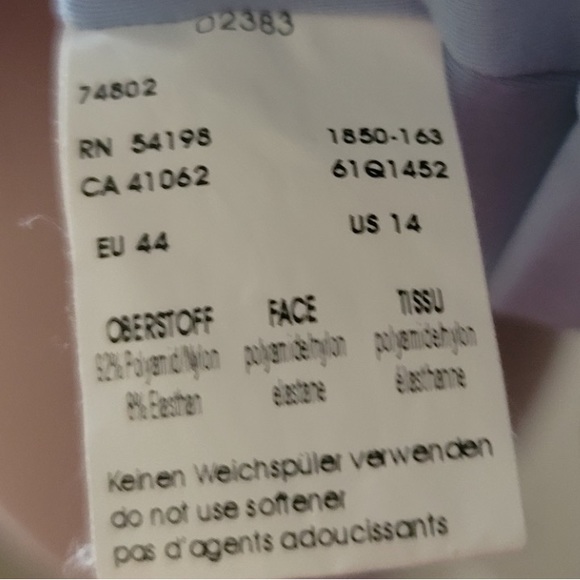 02383
74802
RN 54198 1850-163
CA 41062 61Q1452
EU 44 US 14
OBERSTOFF FACE TISSU
92% Polyamid/Nylon polyamide/nylon polyamide/nylon
8% Elasthan élastane élasthanne
Keinen Weichspüler verwenden
do not use softener
pas d'agents adoucissants